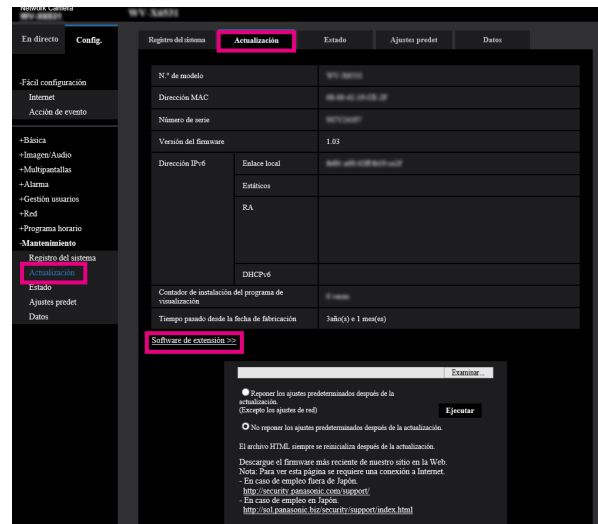 Network Camera
WV-X6531
En directo
Config.
Registro del sistema
Actualización
Estado
Ajustes predet
Datos
-Fácil configuración
Internet
Acción de evento
+Básica
+Imagen/Audio
+Multipantallas
+Alarma
+Gestión usuarios
+Red
+Programa horario
-Mantenimiento
Registro del sistema
Actualización
Estado
Ajustes predet
Datos
N.º de modelo
Dirección MAC
Número de serie
Versión del firmware
1.03
Dirección IPv6
Enlace local
Estáticos
RA
DHCPv6
Contador de instalación del programa de
visualización
Tiempo pasado desde la fecha de fabricación
3año(s) e 1 mes(es)
Software de extensión >>
Examinar...
Reponer los ajustes predeterminados después de la
actualización.
(Excepto los ajustes de red)
Ejecutar
No reponer los ajustes predeterminados después de la actualización.
El archivo HTML siempre se reinicializa después de la actualización.
Descargue el firmware más reciente de nuestro sitio en la Web.
Nota: Para ver esta página se requiere una conexión a Internet.
- En caso de empleo fuera de Japón.
http://security.panasonic.com/support/
- En caso de empleo en Japón.
http://sol.panasonic.biz/security/support/index.html